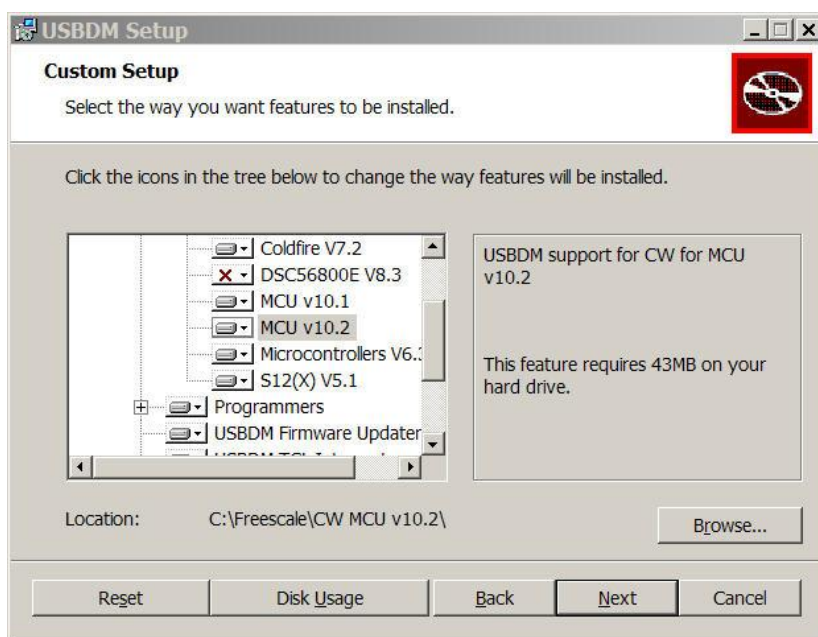 USBDM Setup
Custom Setup
Select the way you want features to be installed.
Click the icons in the tree below to change the way features will be installed.
Coldfire V7.2
DSC56800E V8.3
MCU v10.1
MCU v10.2
Microcontrollers V6.
S12(X) V5.1
Programmers
USBDM Firmware Updater
USBDM support for CW for MCU
v10.2
This feature requires 43MB on your
hard drive.
Location: C:\Freescale\CW MCU v10.2\
Browse...
Reset Disk Usage Back Next Cancel